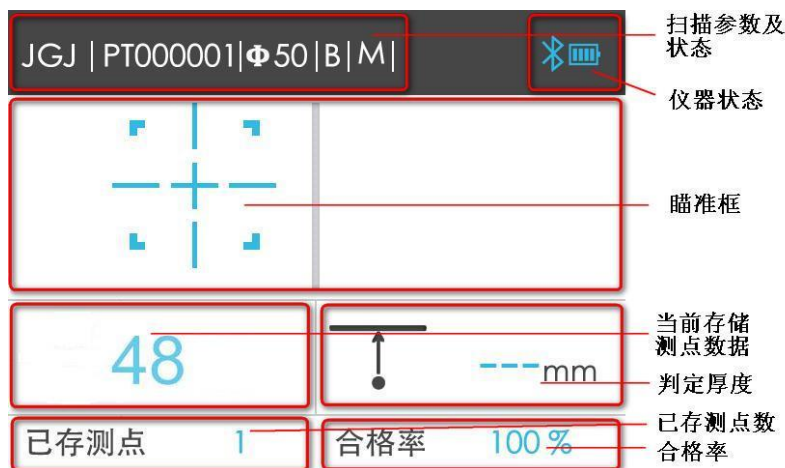 JGJ | PT000001|Φ50|B|M|
扫描参数及
状态
仪器状态
瞄准框
48
---mm
当前存储
测点数据
判定厚度
已存测点 1
合格率 100%
已存测点数
合格率